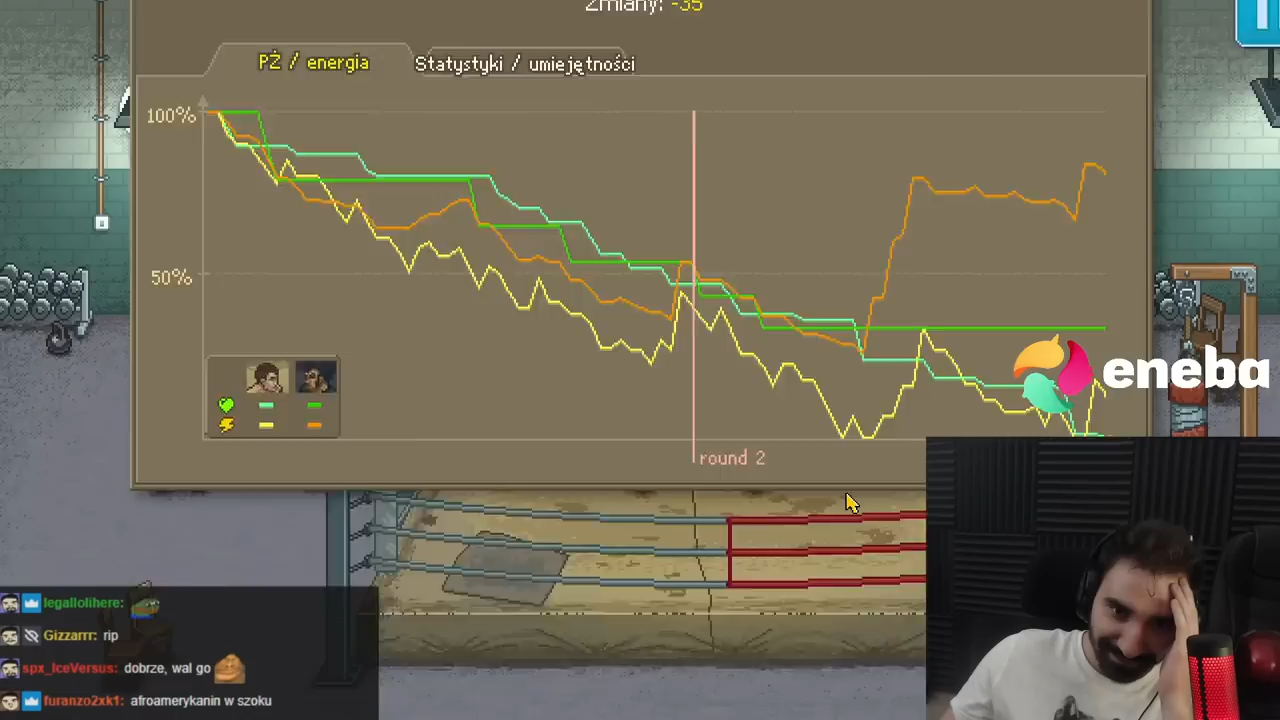 Zmiany: -35
PŻ / energia
Statystyki / umiejętności
100%
50%
round 2
eneba
legallolihere:
Gizzarrr: rip
spx_IceVersus: dobrze, wal go
furanzo2xk1: afroamerykanin w szoku